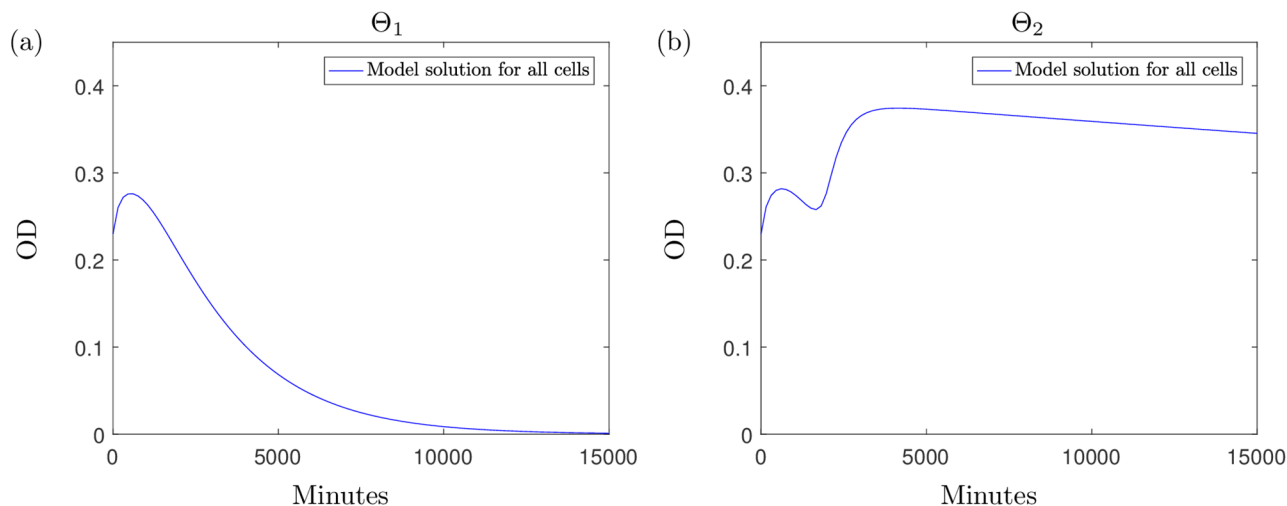 (a)
Θ1
Model solution for all cells
0.4
0.3
0.2
0.1
0
OD
0 5000 10000 15000
Minutes
(b)
Θ2
Model solution for all cells
0.4
0.3
0.2
0.1
0
OD
0 5000 10000 15000
Minutes